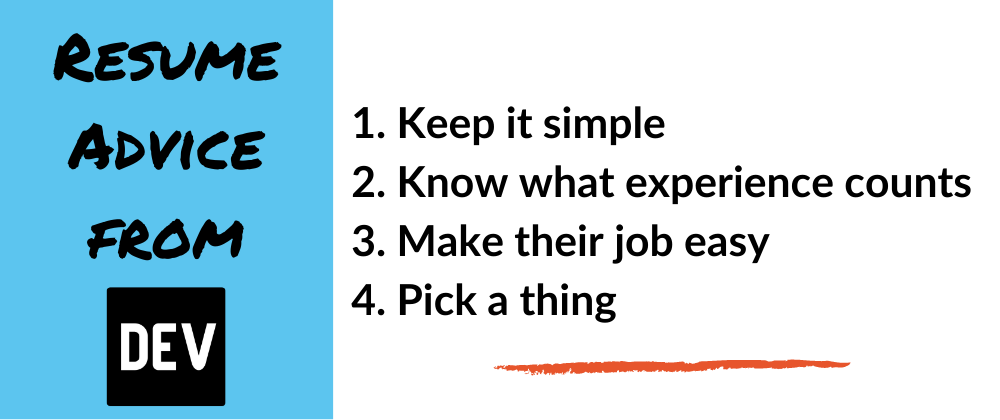 RESUME
ADVICE
FROM
DEV
1. Keep it simple
2. Know what experience counts
3. Make their job easy
4. Pick a thing